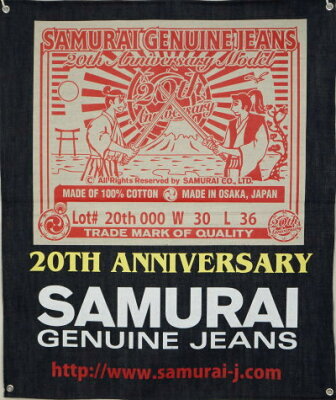 SAMURAI GENUINE JEANS
20th Anniversary Model
20th
Anniversary
© All Rights Reserved by SAMURAI CO., LTD.
MADE OF 100% COTTON MADE IN OSAKA, JAPAN
Lot# 20th 000 W 30 L 36
TRADE MARK OF QUALITY
20TH ANNIVERSARY
SAMURAI
GENUINE JEANS
http://www.samurai-j.com